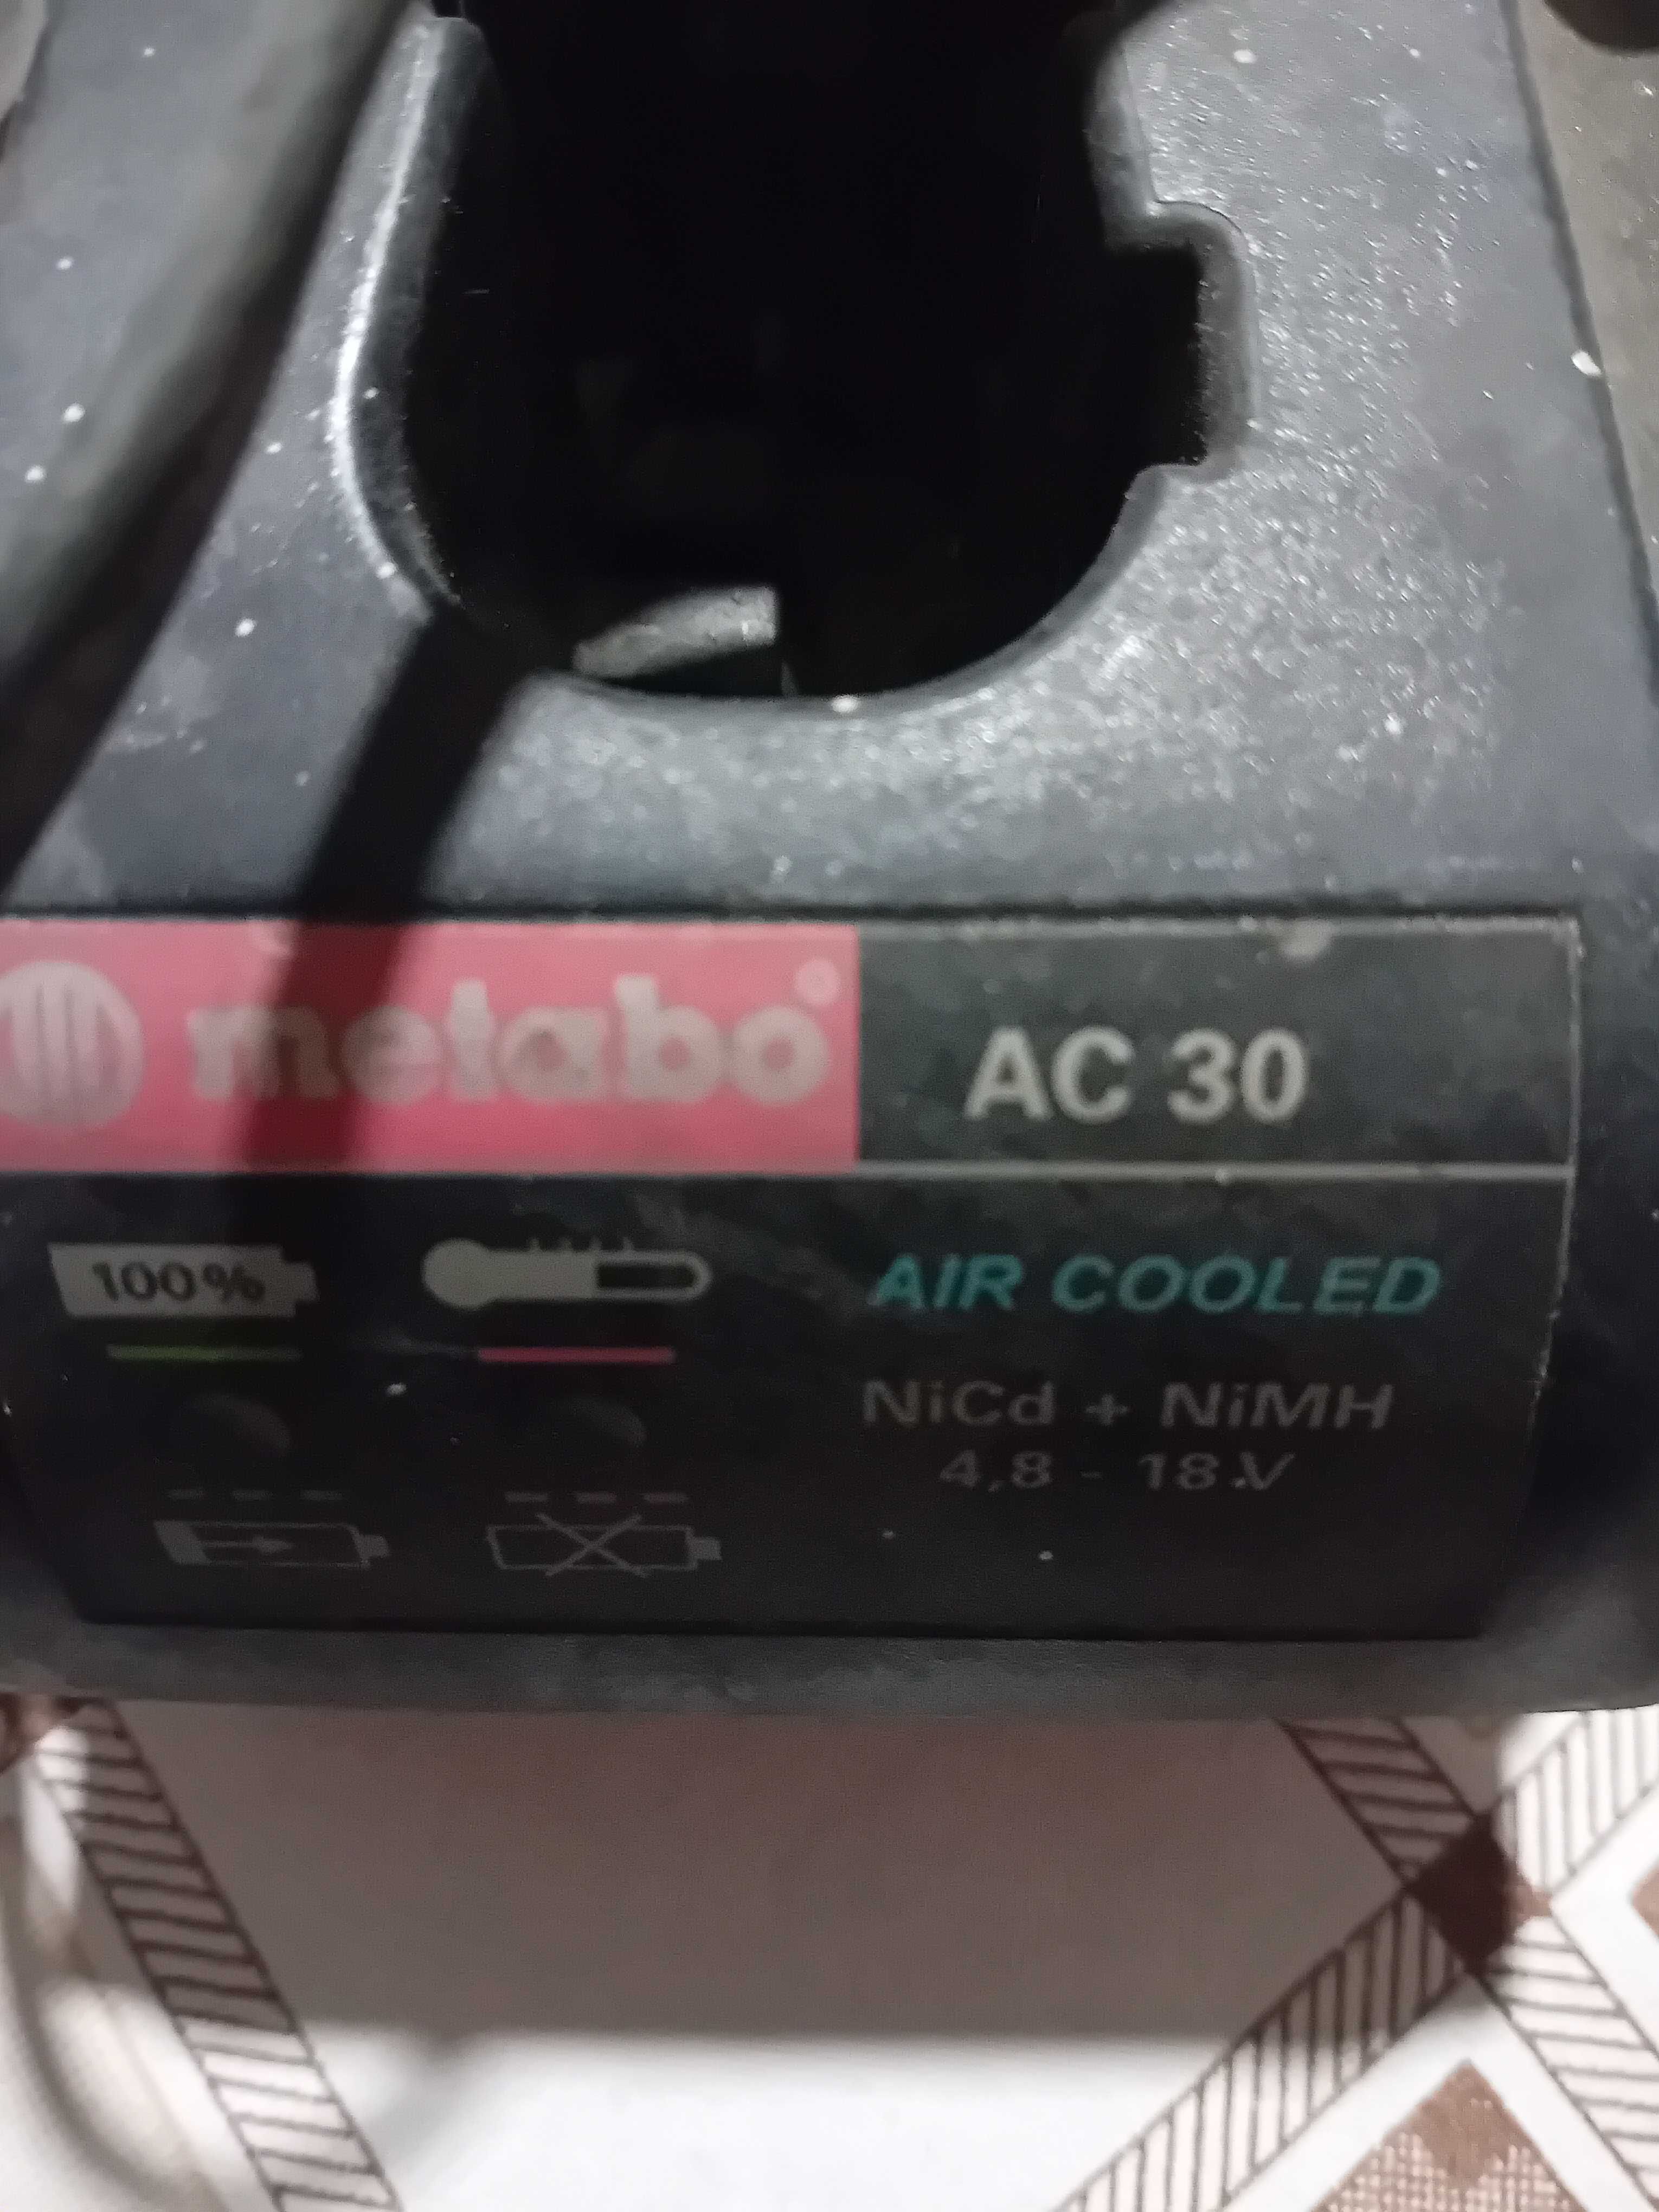 metabo®
AC 30
100%
AIR COOLED
NiCd + NiMH
4,8 - 18 V